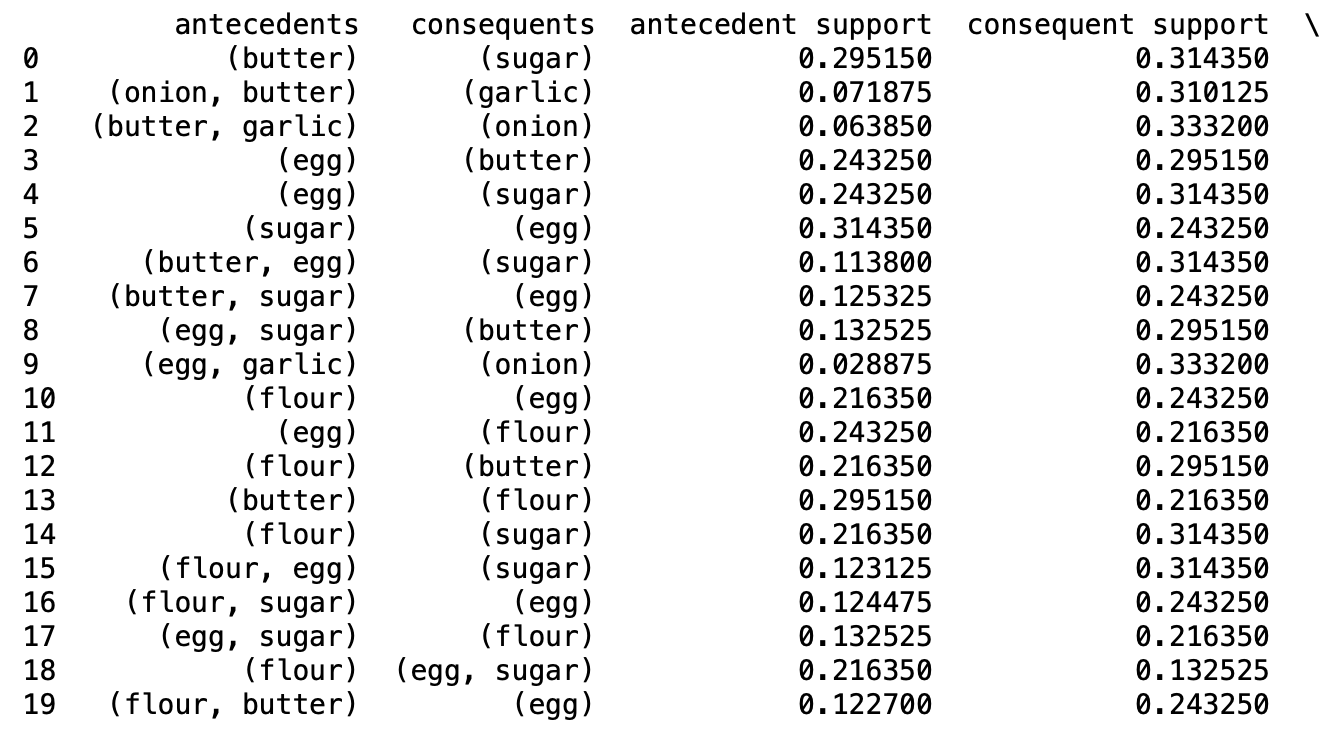 antecedents consequents antecedent support consequent support \
0 (butter) (sugar) 0.295150 0.314350
1 (onion, butter) (garlic) 0.071875 0.310125
2 (butter, garlic) (onion) 0.063850 0.333200
3 (egg) (butter) 0.243250 0.295150
4 (egg) (sugar) 0.243250 0.314350
5 (sugar) (egg) 0.314350 0.243250
6 (butter, egg) (sugar) 0.113800 0.314350
7 (butter, sugar) (egg) 0.125325 0.243250
8 (egg, sugar) (butter) 0.132525 0.295150
9 (egg, garlic) (onion) 0.028875 0.333200
10 (flour) (egg) 0.216350 0.243250
11 (egg) (flour) 0.243250 0.216350
12 (flour) (butter) 0.216350 0.295150
13 (butter) (flour) 0.295150 0.216350
14 (flour) (sugar) 0.216350 0.314350
15 (flour, egg) (sugar) 0.123125 0.314350
16 (flour, sugar) (egg) 0.124475 0.243250
17 (egg, sugar) (flour) 0.132525 0.216350
18 (flour) (egg, sugar) 0.216350 0.132525
19 (flour, butter) (egg) 0.122700 0.243250